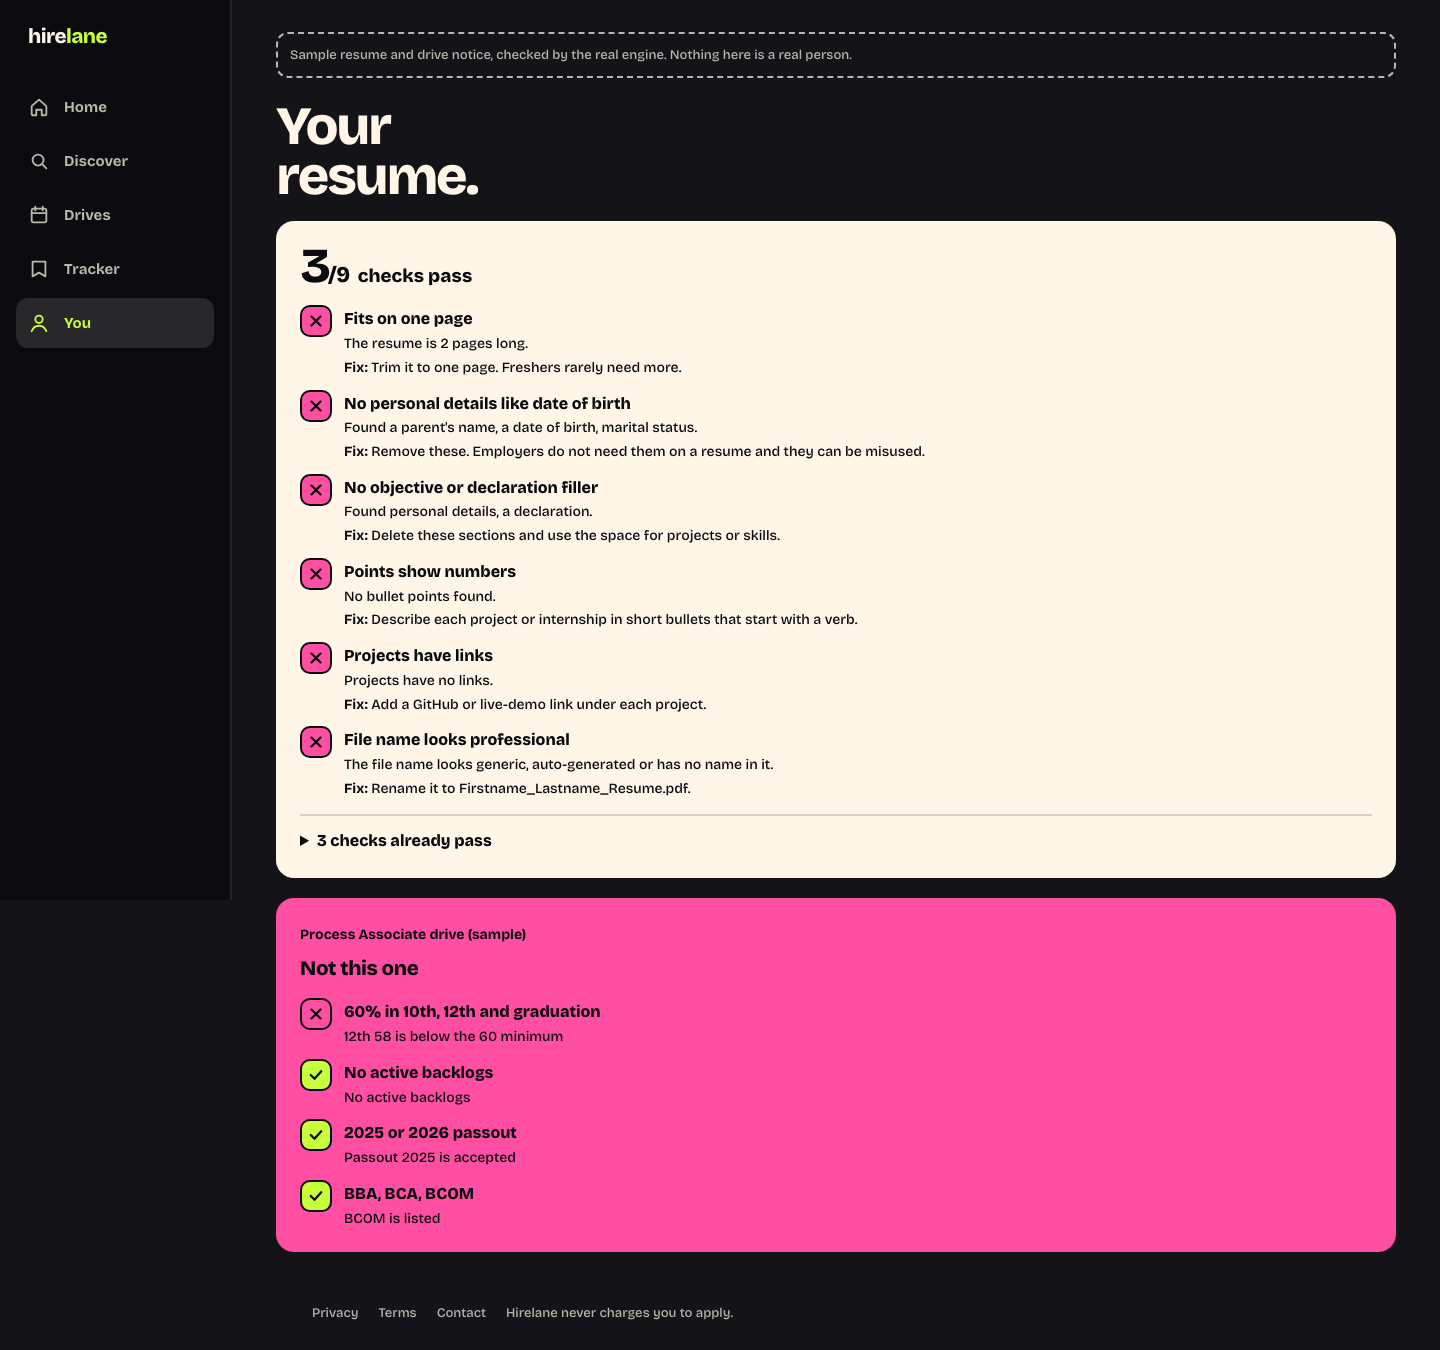 hirelane
Home
Discover
Drives
Tracker
You
Sample resume and drive notice, checked by the real engine. Nothing here is a real person.
Your
resume.
3/9 checks pass
Fits on one page
The resume is 2 pages long.
Fix: Trim it to one page. Freshers rarely need more.
No personal details like date of birth
Found a parent's name, a date of birth, marital status.
Fix: Remove these. Employers do not need them on a resume and they can be misused.
No objective or declaration filler
Found personal details, a declaration.
Fix: Delete these sections and use the space for projects or skills.
Points show numbers
No bullet points found.
Fix: Describe each project or internship in short bullets that start with a verb.
Projects have links
Projects have no links.
Fix: Add a GitHub or live-demo link under each project.
File name looks professional
The file name looks generic, auto-generated or has no name in it.
Fix: Rename it to Firstname_Lastname_Resume.pdf.
3 checks already pass
Process Associate drive (sample)
Not this one
60% in 10th, 12th and graduation
12th 58 is below the 60 minimum
No active backlogs
No active backlogs
2025 or 2026 passout
Passout 2025 is accepted
BBA, BCA, BCOM
BCOM is listed
Privacy Terms Contact Hirelane never charges you to apply.